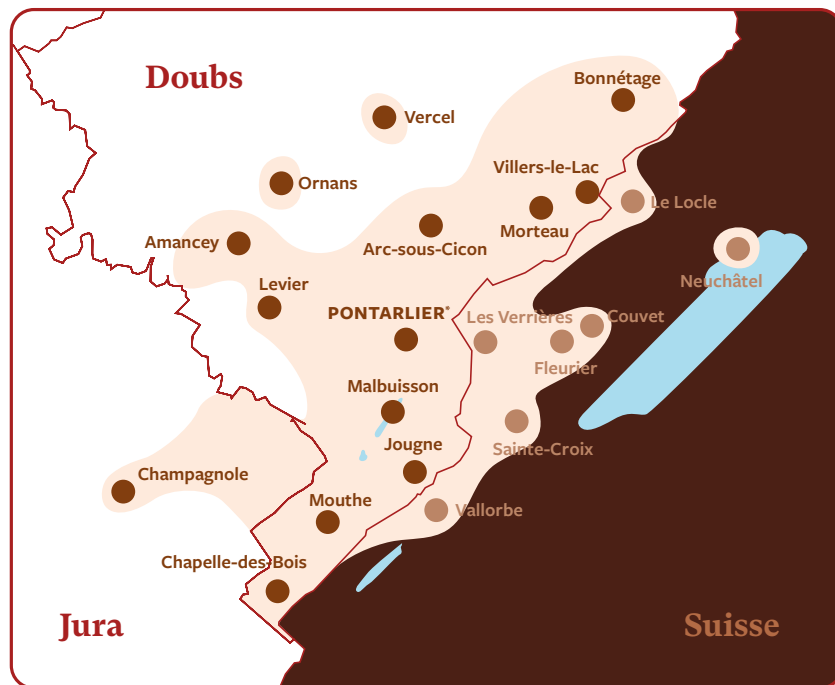 Doubs
Bonnétage
Vercel
Villers-le-Lac
Ornans
Le Locle
Morteau
Amancey
Arc-sous-Cicon
Neuchâtel
Levier
PONTARLIER*
Les Verrières
Couvet
Fleurier
Malbuisson
Jougne
Sainte-Croix
Champagnole
Mouthe
Vallorbe
Chapelle-des-Bois
Jura
Suisse